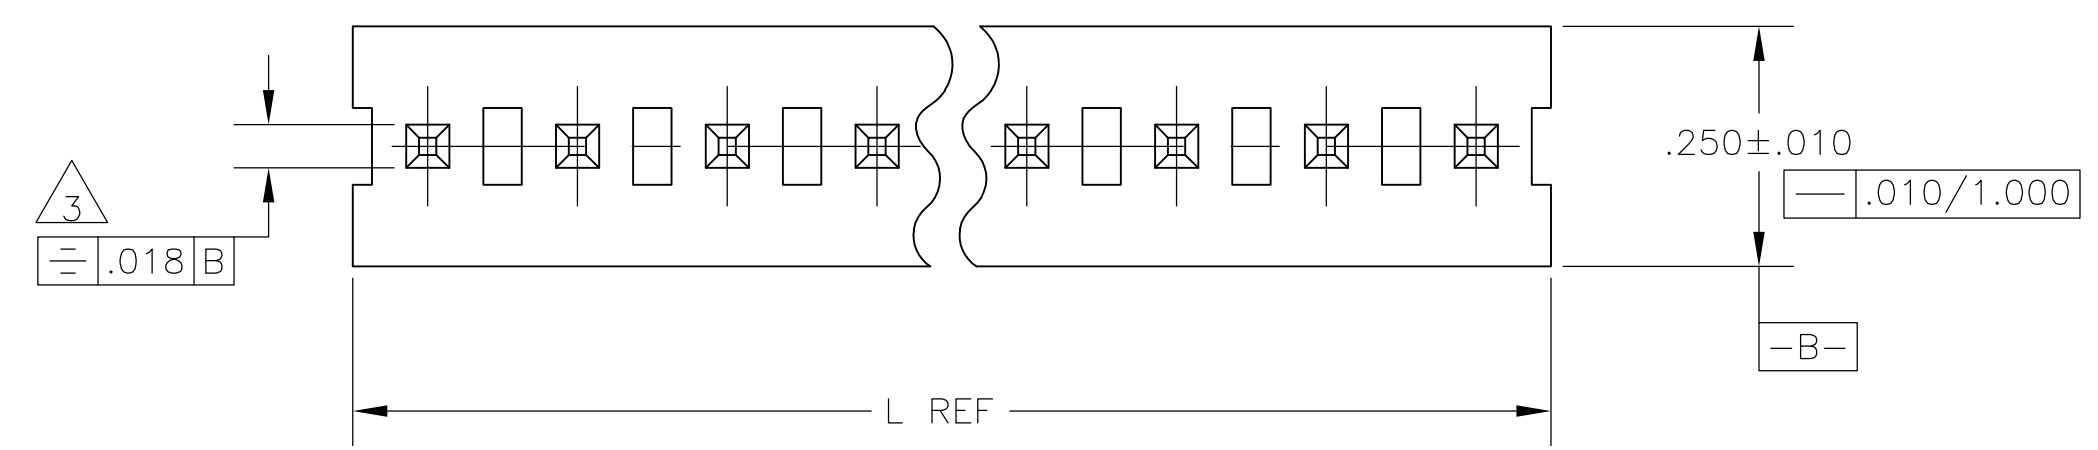 3
⌯ .018 B
.250±.010
— .010/1.000
-B-
L REF